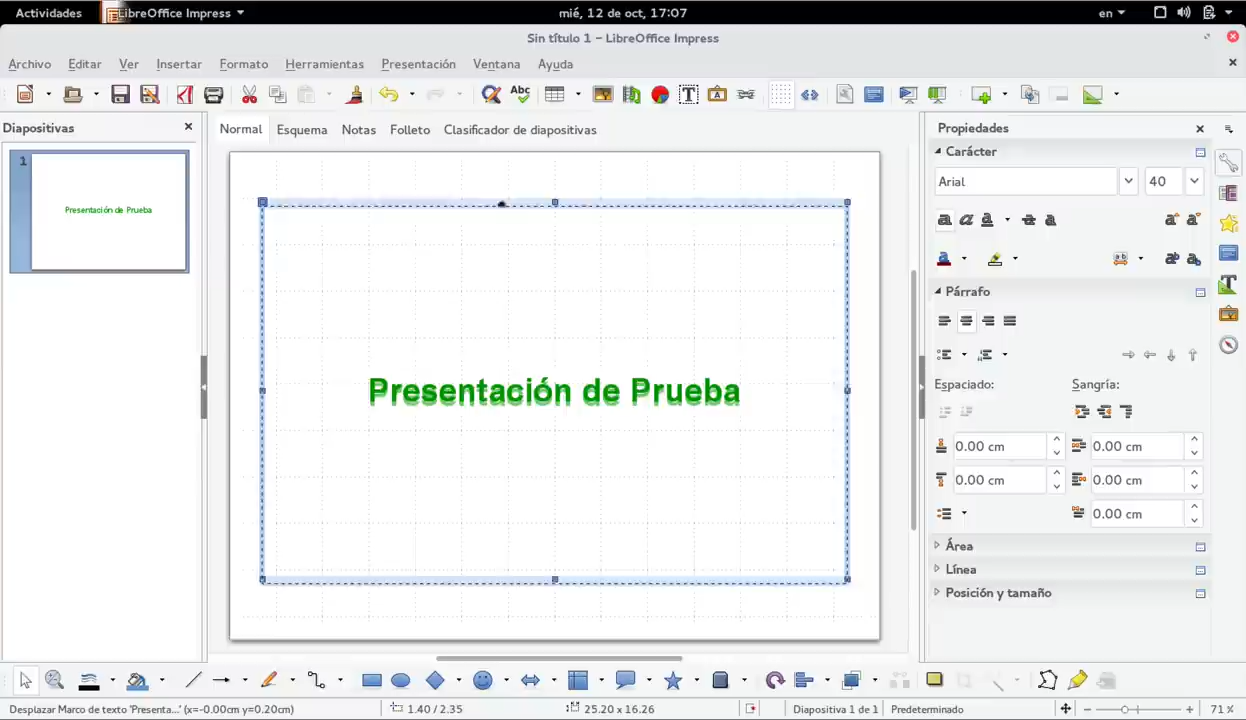 Actividades LibreOffice Impress mié, 12 de oct, 17:07 en
Sin título 1 – LibreOffice Impress
Archivo Editar Ver Insertar Formato Herramientas Presentación Ventana Ayuda
Abc
Diapositivas
Normal Esquema Notas Folleto Clasificador de diapositivas
Propiedades
Carácter
Arial 40
1
Presentación de Prueba
Párrafo
Espaciado: Sangría:
Presentación de Prueba
0.00 cm 0.00 cm
0.00 cm 0.00 cm
0.00 cm
Área
Línea
Posición y tamaño
Desplazar Marco de texto 'Presenta...' (x=-0.00cm y=0.20cm) 1.40 / 2.35 25.20 x 16.26 Diapositiva 1 de 1 Predeterminado 71 %